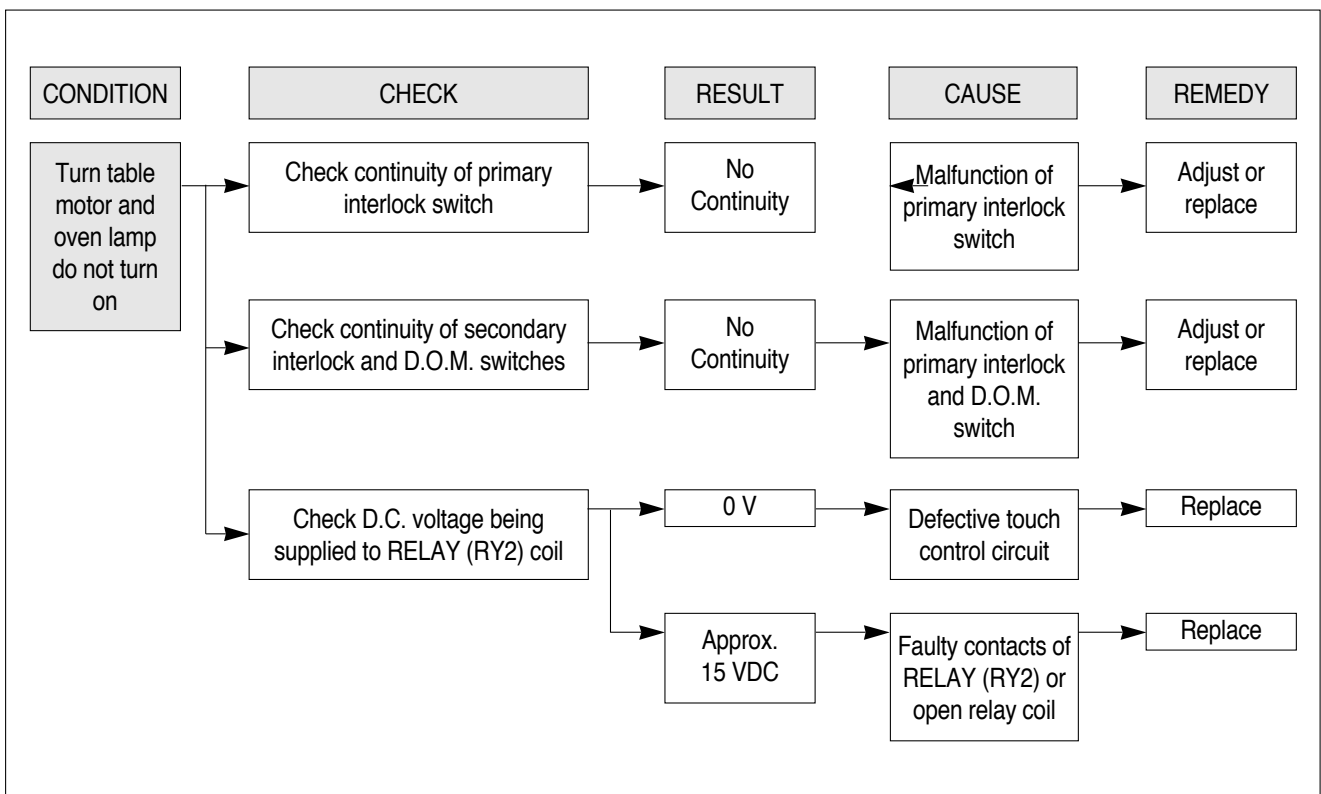 CONDITION
CHECK
RESULT
CAUSE
REMEDY
Turn table
motor and
oven lamp
do not turn
on
Check continuity of primary
interlock switch
No
Continuity
Malfunction of
primary interlock
switch
Adjust or
replace
Check continuity of secondary
interlock and D.O.M. switches
No
Continuity
Malfunction of
primary interlock
and D.O.M.
switch
Adjust or
replace
Check D.C. voltage being
supplied to RELAY (RY2) coil
0 V
Defective touch
control circuit
Replace
Approx.
15 VDC
Faulty contacts of
RELAY (RY2) or
open relay coil
Replace